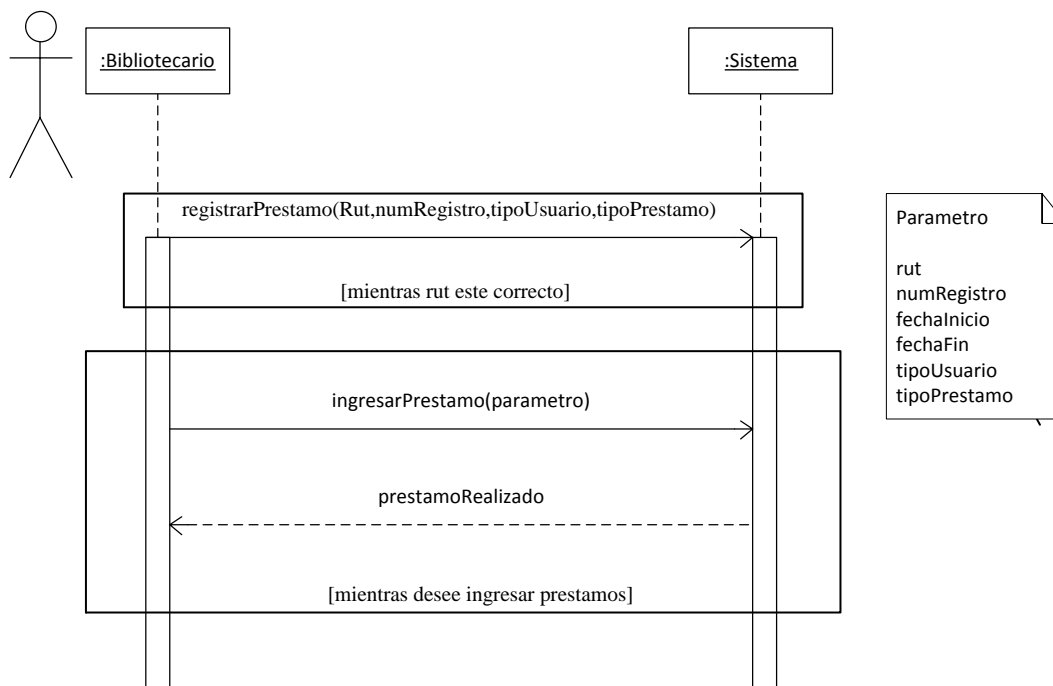 :Bibliotecario
:Sistema
registrarPrestamo(Rut,numRegistro,tipoUsuario,tipoPrestamo)
[mientras rut este correcto]
Parametro
rut
numRegistro
fechaInicio
fechaFin
tipoUsuario
tipoPrestamo
ingresarPrestamo(parametro)
prestamoRealizado
[mientras desee ingresar prestamos]